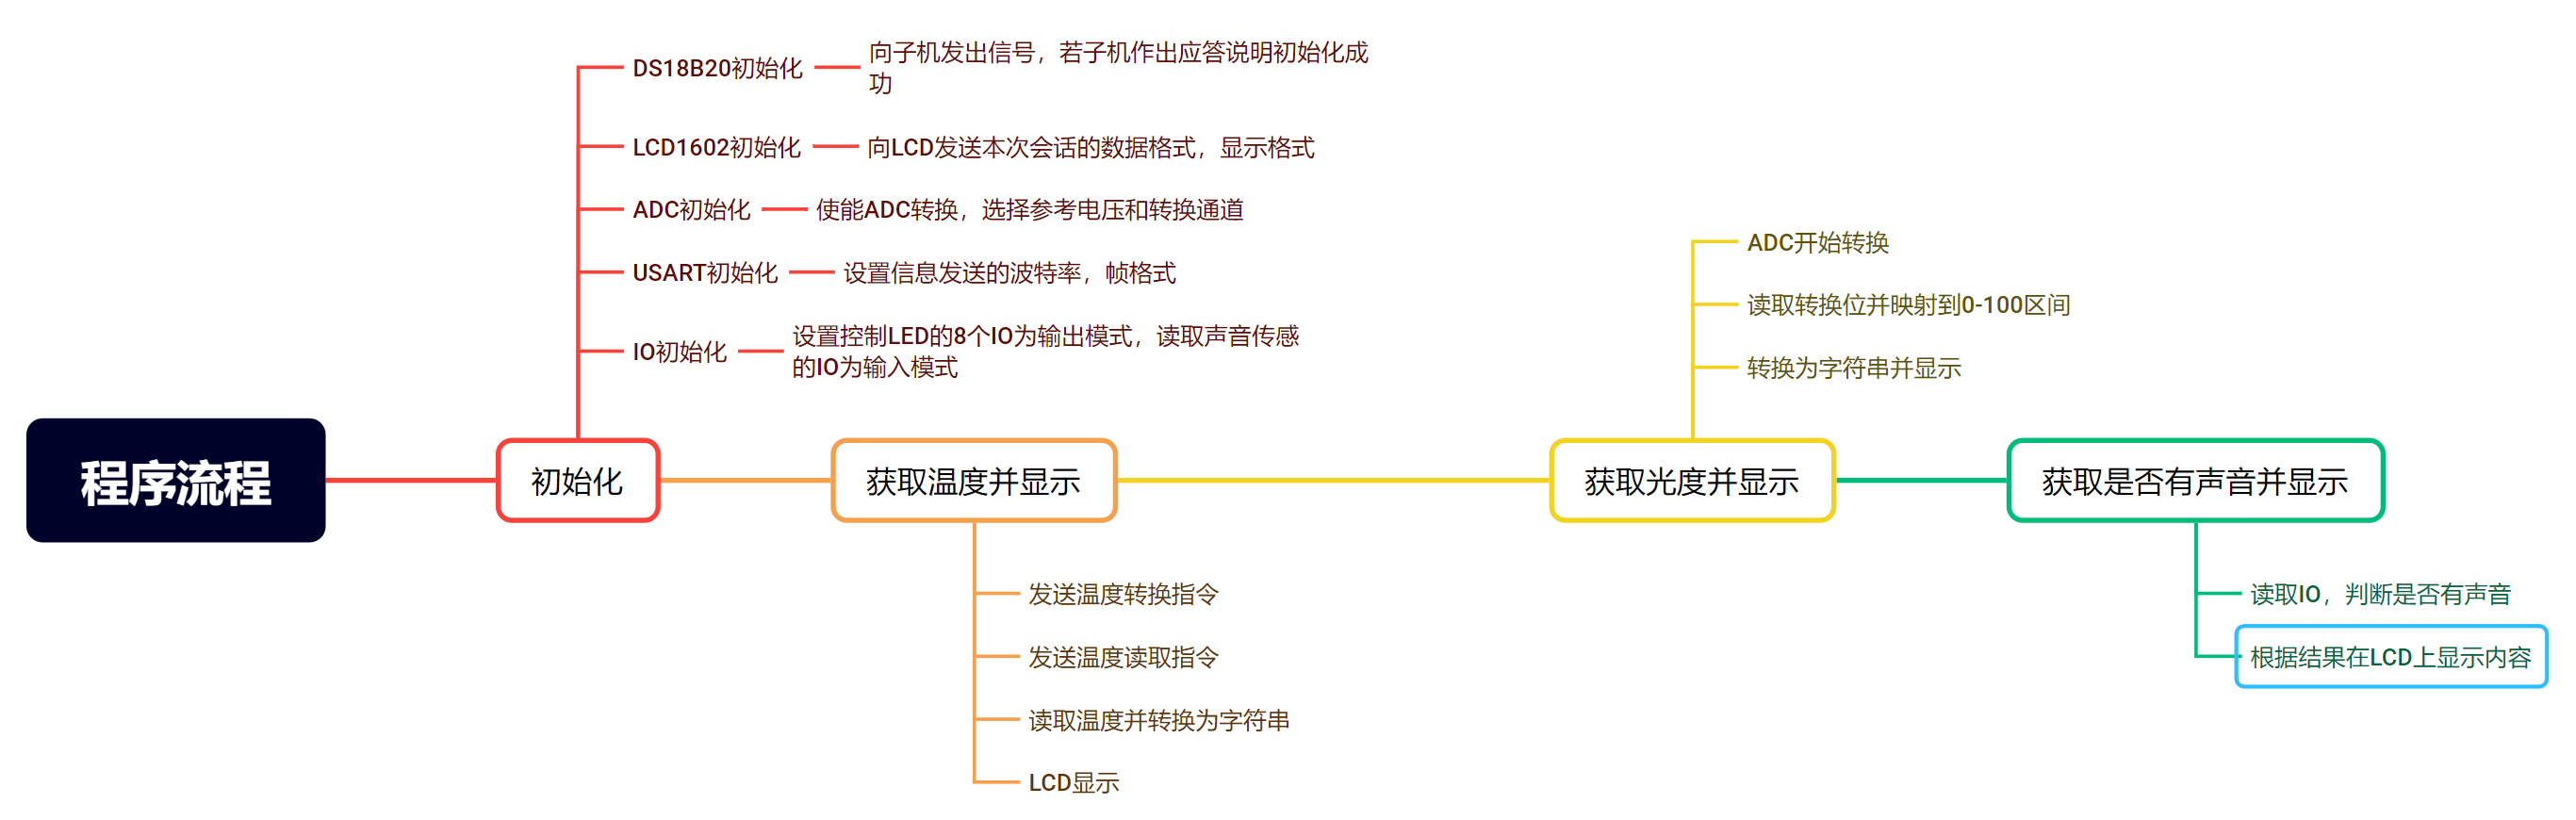 程序流程
初始化
DS18B20初始化
向子机发出信号，若子机作出应答说明初始化成
功
LCD1602初始化
向LCD发送本次会话的数据格式，显示格式
ADC初始化
使能ADC转换，选择参考电压和转换通道
USART初始化
设置信息发送的波特率，帧格式
IO初始化
设置控制LED的8个IO为输出模式，读取声音传感
的IO为输入模式
获取温度并显示
发送温度转换指令
发送温度读取指令
读取温度并转换为字符串
LCD显示
获取光度并显示
ADC开始转换
读取转换位并映射到0-100区间
转换为字符串并显示
获取是否有声音并显示
读取IO，判断是否有声音
根据结果在LCD上显示内容